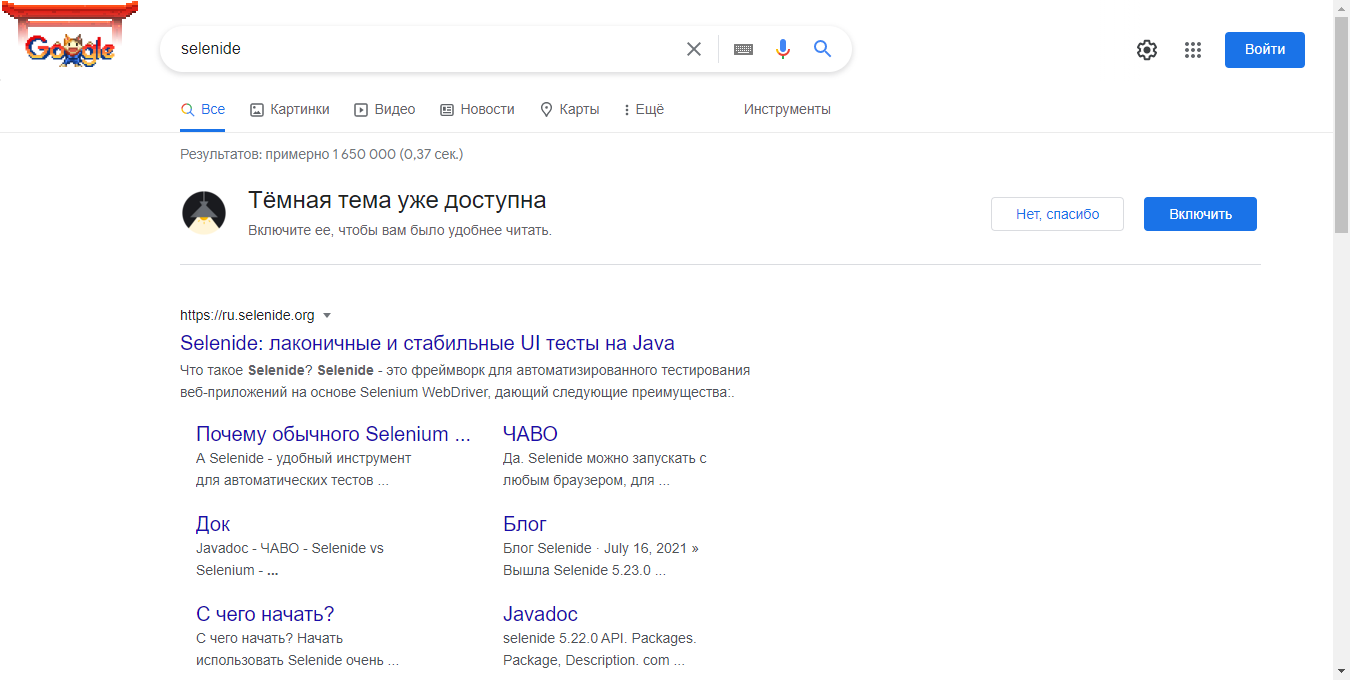 Google
selenide
Войти
Все Картинки Видео Новости Карты Ещё Инструменты
Результатов: примерно 1 650 000 (0,37 сек.)
Тёмная тема уже доступна
Включите ее, чтобы вам было удобнее читать.
Нет, спасибо
Включить
https://ru.selenide.org
Selenide: лаконичные и стабильные UI тесты на Java
Что такое Selenide? Selenide - это фреймворк для автоматизированного тестирования
веб-приложений на основе Selenium WebDriver, дающий следующие преимущества:.
Почему обычного Selenium ...
А Selenide - удобный инструмент
для автоматических тестов ...
ЧАВО
Да. Selenide можно запускать с
любым браузером, для ...
Док
Javadoc - ЧАВО - Selenide vs
Selenium - ...
Блог
Блог Selenide · July 16, 2021 »
Вышла Selenide 5.23.0 ...
С чего начать?
С чего начать? Начать
использовать Selenide очень ...
Javadoc
selenide 5.22.0 API. Packages.
Package, Description. com ...